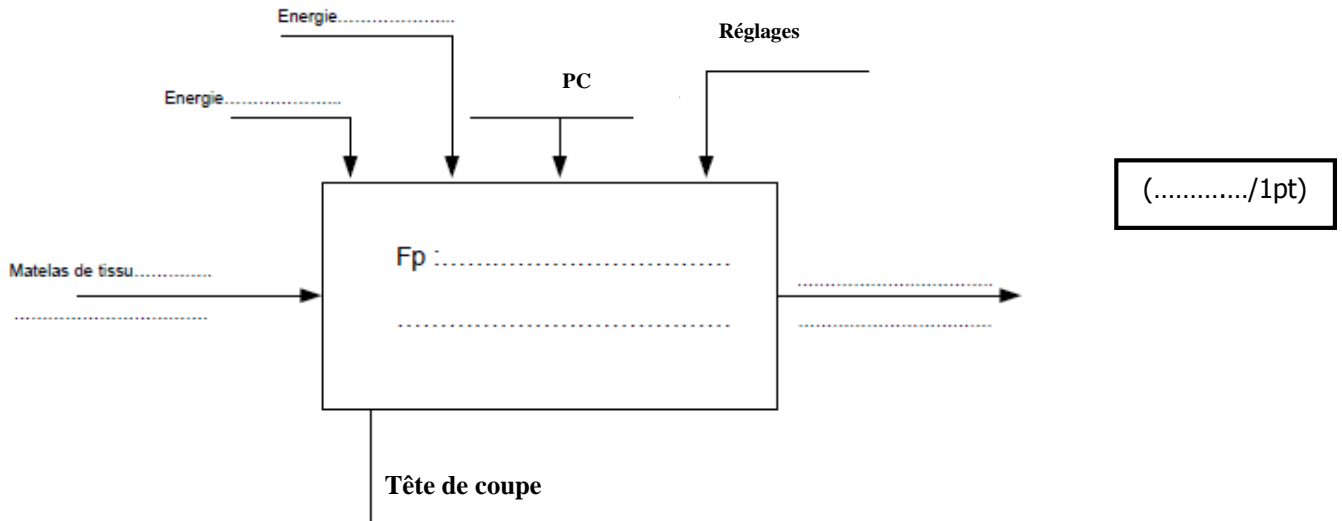 Energie......................
Réglages
PC
Energie......................
(............./1pt)
Fp :.................................
Matelas de tissu..............
.....................................
.....................................
.......................................
.....................................
Tête de coupe